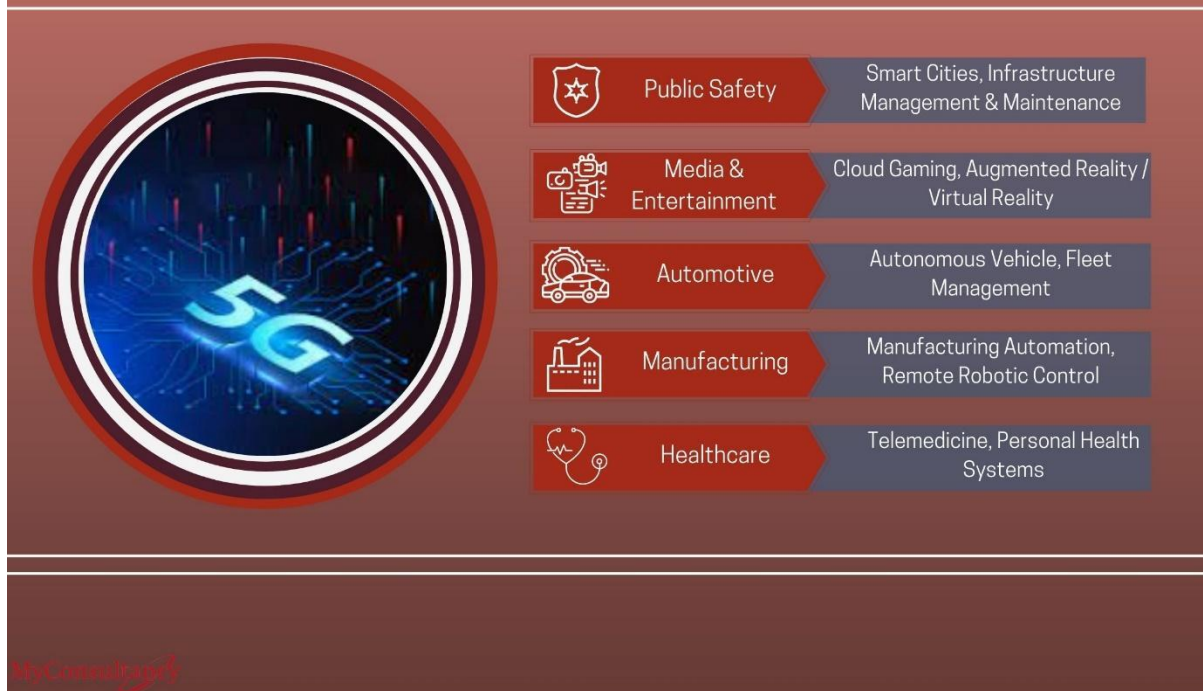 5G
Public Safety
Smart Cities, Infrastructure
Management & Maintenance
Media &
Entertainment
Cloud Gaming, Augmented Reality /
Virtual Reality
Automotive
Autonomous Vehicle, Fleet
Management
Manufacturing
Manufacturing Automation,
Remote Robotic Control
Healthcare
Telemedicine, Personal Health
Systems